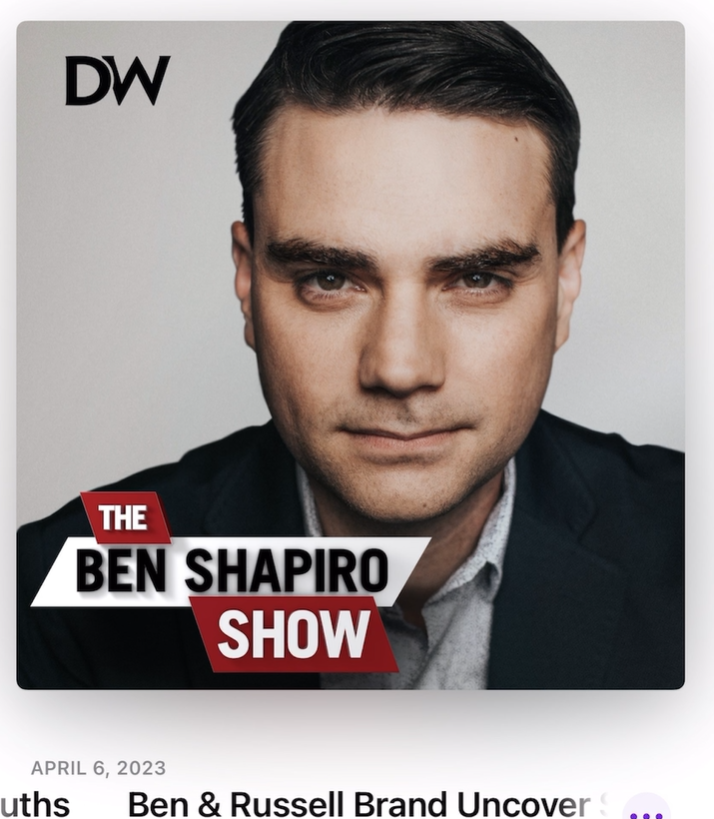 DW
THE
BEN SHAPIRO
SHOW
APRIL 6, 2023
uths Ben & Russell Brand Uncover